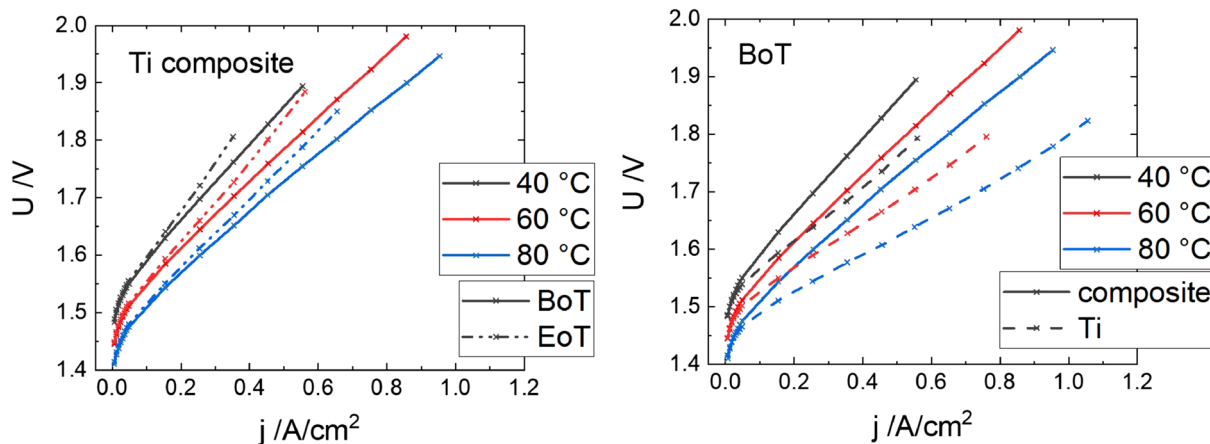 Ti composite
U /V
2.0
1.9
1.8
1.7
1.6
1.5
1.4
0.0 0.2 0.4 0.6 0.8 1.0 1.2
j /A/cm²
40 °C
60 °C
80 °C
BoT
EoT
BoT
U /V
2.0
1.9
1.8
1.7
1.6
1.5
1.4
0.0 0.2 0.4 0.6 0.8 1.0 1.2
j /A/cm²
40 °C
60 °C
80 °C
composite
Ti